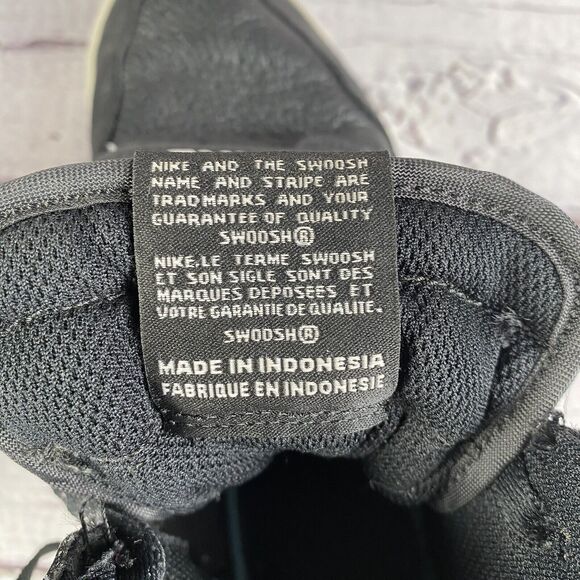 NIKE AND THE SWOOSH
NAME AND STRIPE ARE
TRADMARKS AND YOUR
GUARANTEE OF QUALITY
SWOOSH®
NIKE,LE TERME SWOOSH
ET SON SIGLE SONT DES
MARQUES DEPOSEES ET
VOTRE GARANTIE DE QUALITE.
SWOOSH®
MADE IN INDONESIA
FABRIQUE EN INDONESIE